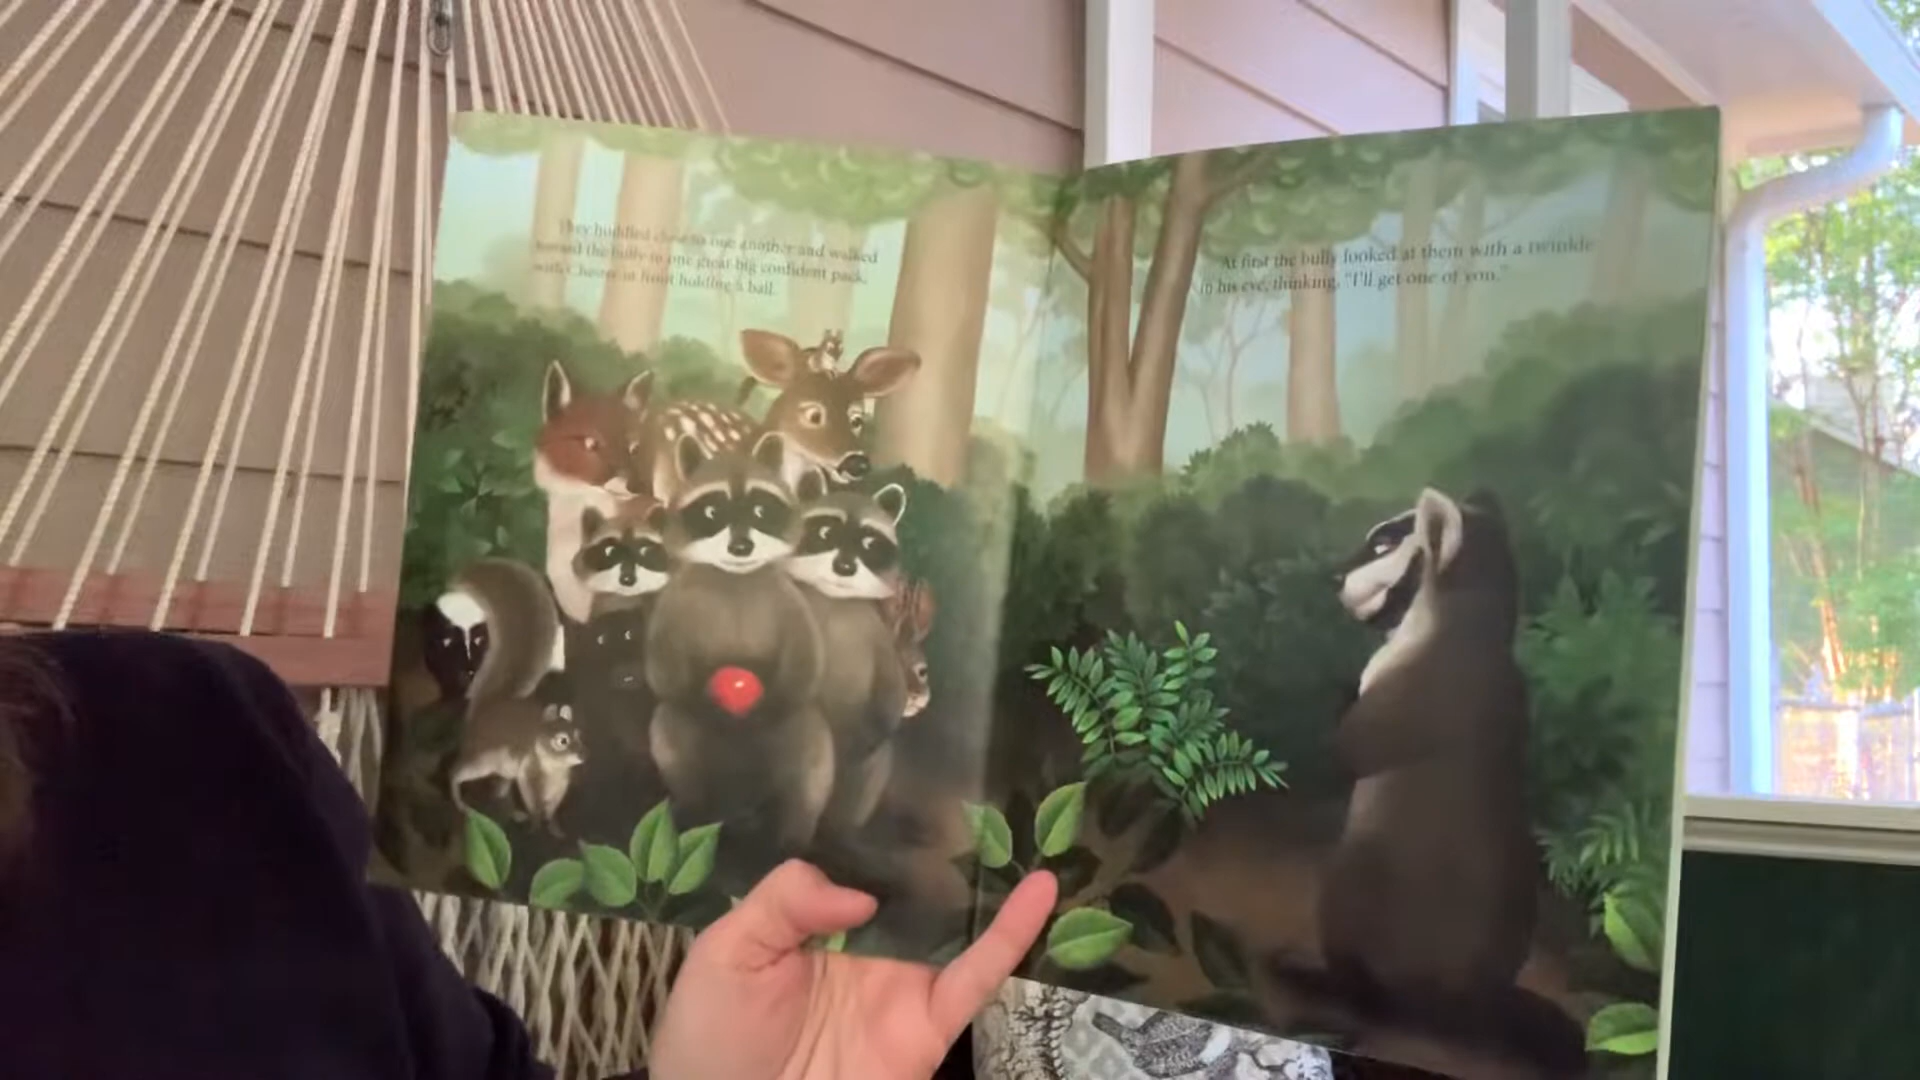 They huddled close to one another and walked
toward the bully in one great big confident pack,
with Chester in front holding a ball.
At first the bully looked at them with a twinkle
in his eye, thinking, "I'll get one of you."